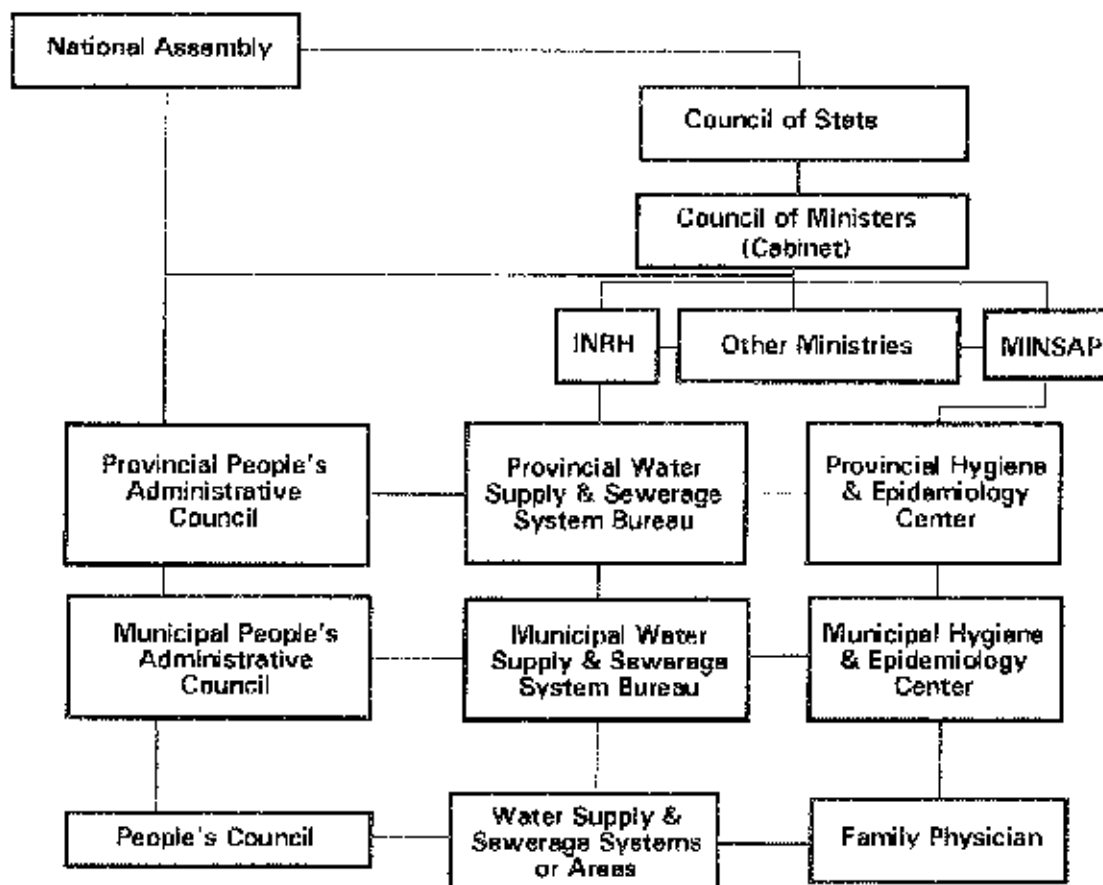 National Assembly
Council of State
Council of Ministers
(Cabinet)
INRH
Other Ministries
MINSAP
Provincial People's
Administrative
Council
Provincial Water
Supply & Sewerage
System Bureau
Provincial Hygiene
& Epidemiology
Center
Municipal People's
Administrative
Council
Municipal Water
Supply & Sewerage
System Bureau
Municipal Hygiene
& Epidemiology
Center
People's Council
Water Supply &
Sewerage Systems
or Areas
Family Physician